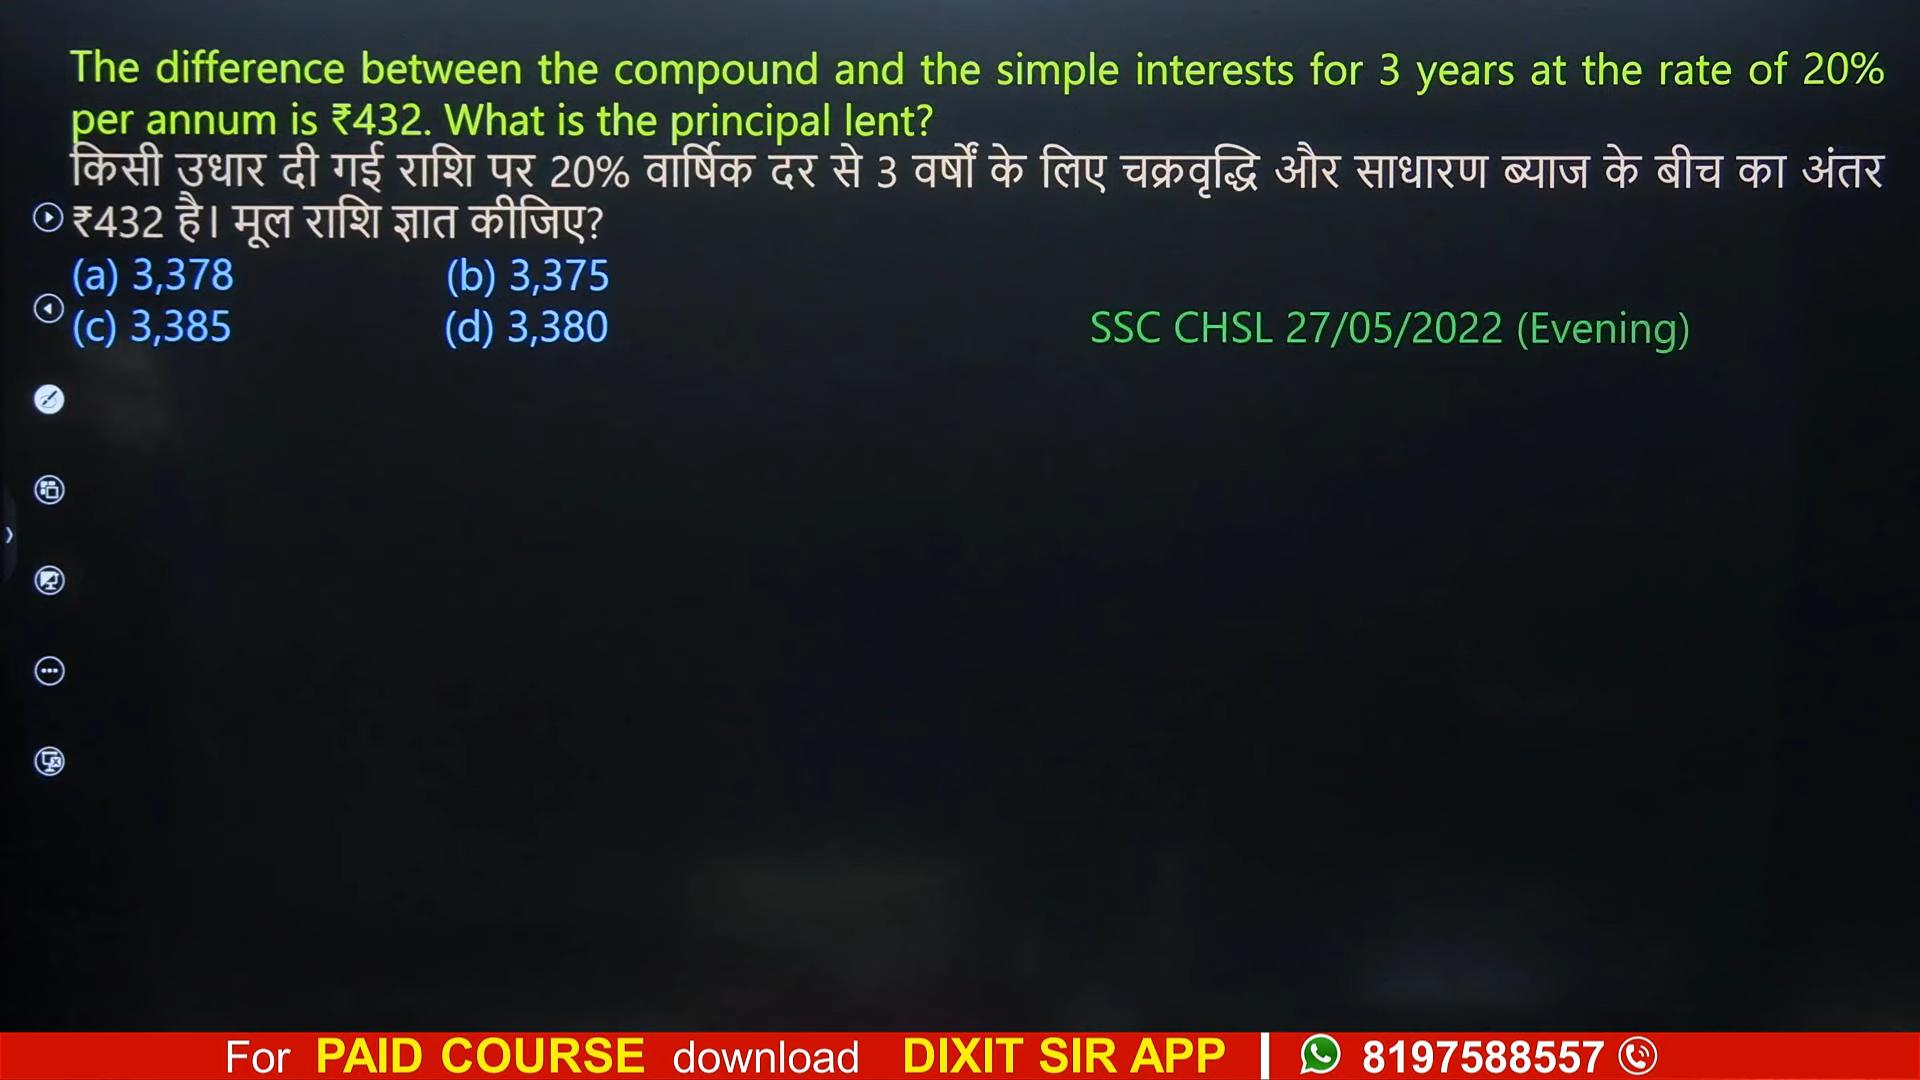 The difference between the compound and the simple interests for 3 years at the rate of 20%
per annum is ₹432. What is the principal lent?
किसी उधार दी गई राशि पर 20% वार्षिक दर से 3 वर्षों के लिए चक्रवृद्धि और साधारण ब्याज के बीच का अंतर
₹432 है। मूल राशि ज्ञात कीजिए?
(a) 3,378 (b) 3,375
(c) 3,385 (d) 3,380 SSC CHSL 27/05/2022 (Evening)
For PAID COURSE download DIXIT SIR APP | 8197588557